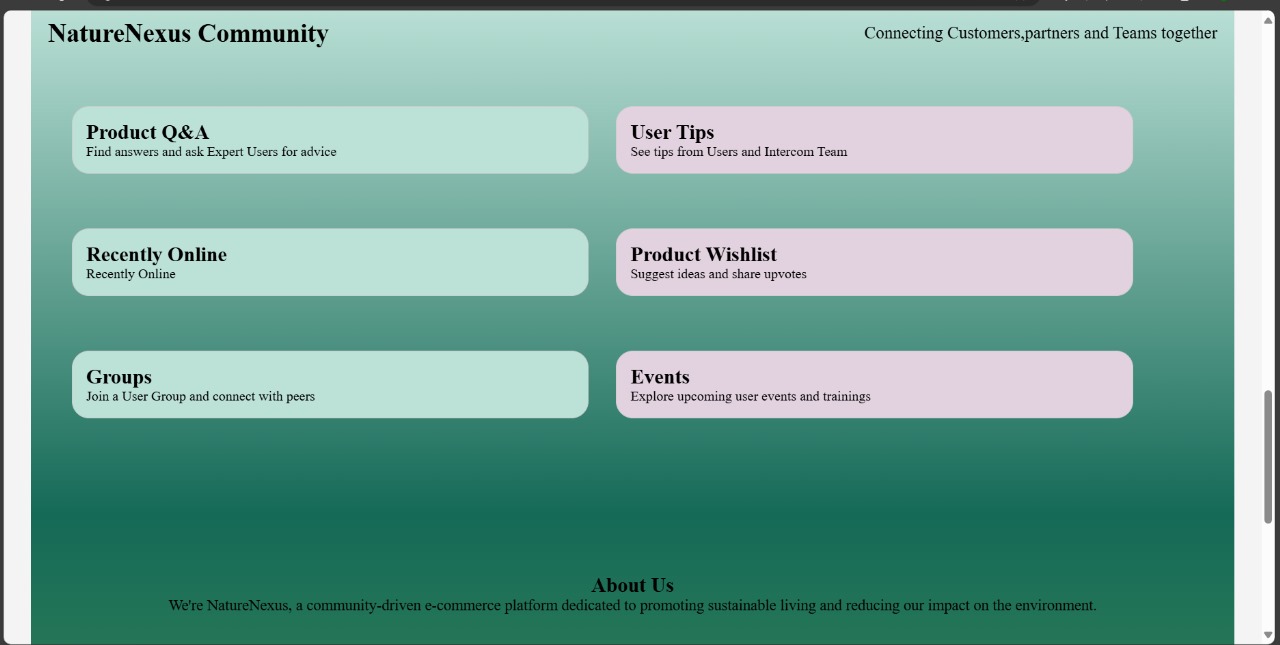 NatureNexus Community
Connecting Customers,partners and Teams together
Product Q&A
Find answers and ask Expert Users for advice
User Tips
See tips from Users and Intercom Team
Recently Online
Recently Online
Product Wishlist
Suggest ideas and share upvotes
Groups
Join a User Group and connect with peers
Events
Explore upcoming user events and trainings
About Us
We're NatureNexus, a community-driven e-commerce platform dedicated to promoting sustainable living and reducing our impact on the environment.